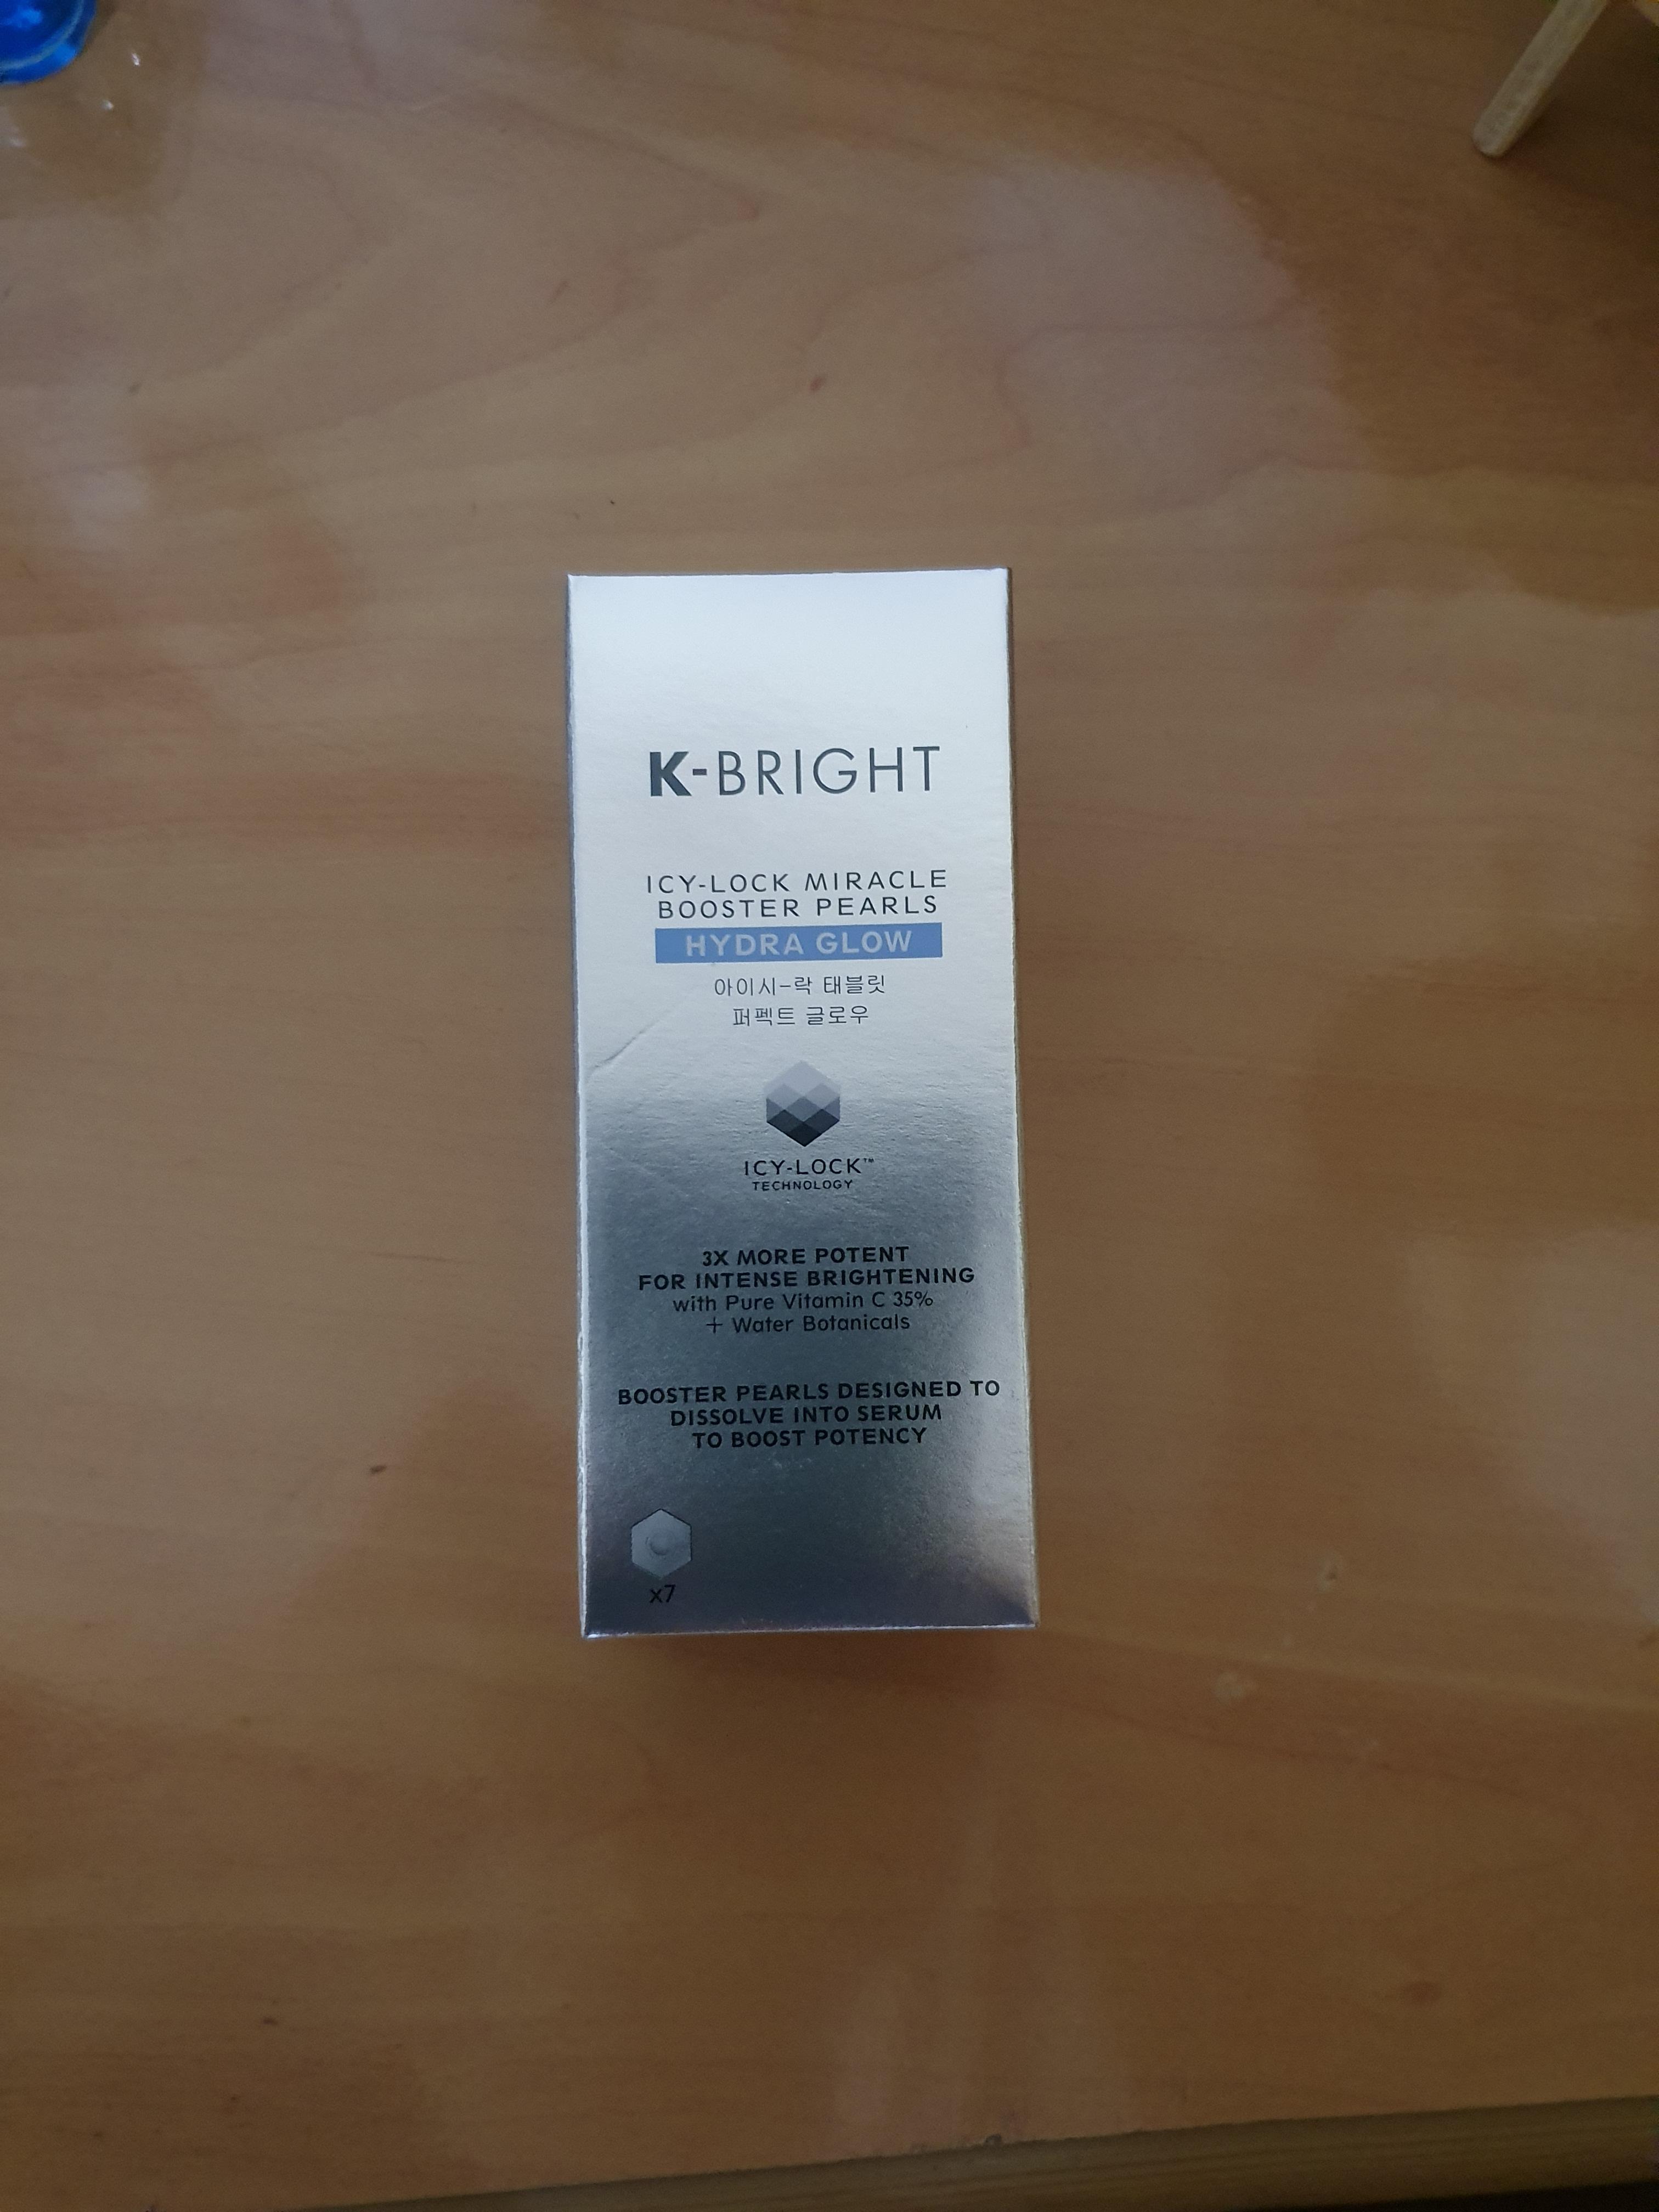 K-BRIGHT
ICY-LOCK MIRACLE
BOOSTER PEARLS
HYDRA GLOW
아이시-락 태블릿
퍼펙트 글로우
ICY-LOCK™
TECHNOLOGY
3X MORE POTENT
FOR INTENSE BRIGHTENING
with Pure Vitamin C 35%
+ Water Botanicals
BOOSTER PEARLS DESIGNED TO
DISSOLVE INTO SERUM
TO BOOST POTENCY
x7